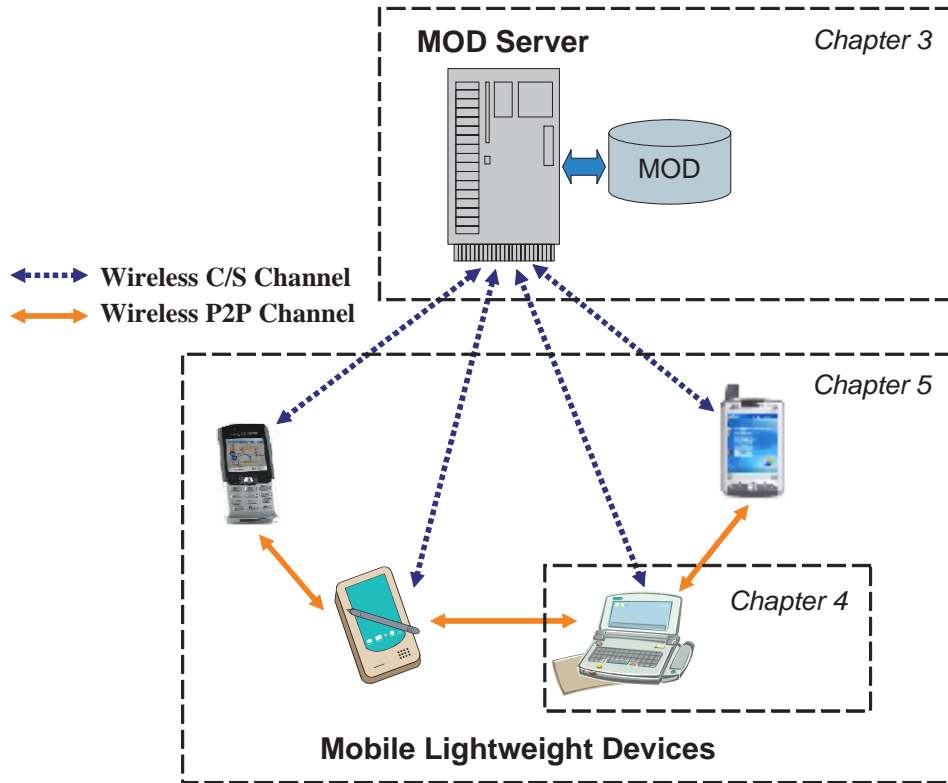 MOD Server
Chapter 3
MOD
Wireless C/S Channel
Wireless P2P Channel
Chapter 5
Chapter 4
Mobile Lightweight Devices